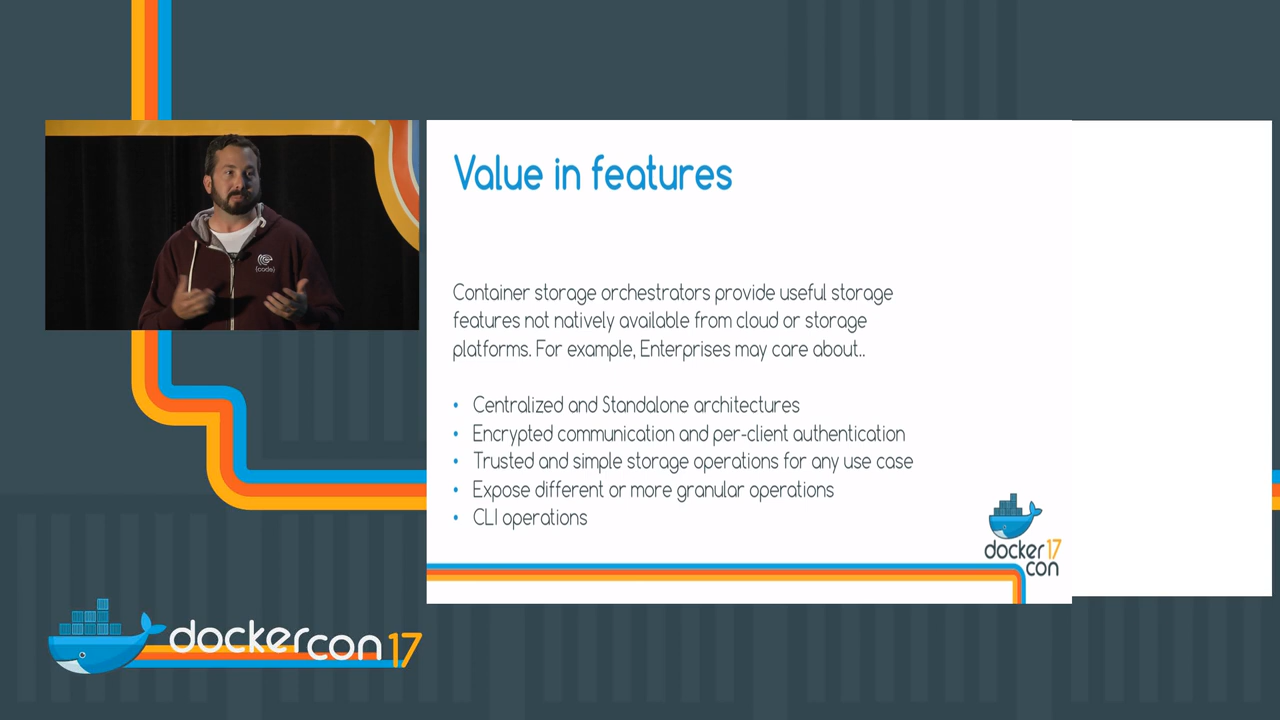 Value in features
Container storage orchestrators provide useful storage
features not natively available from cloud or storage
platforms. For example, Enterprises may care about..
• Centralized and Standalone architectures
• Encrypted communication and per-client authentication
• Trusted and simple storage operations for any use case
• Expose different or more granular operations
• CLI operations
docker 17
con
{code}
dockercon 17